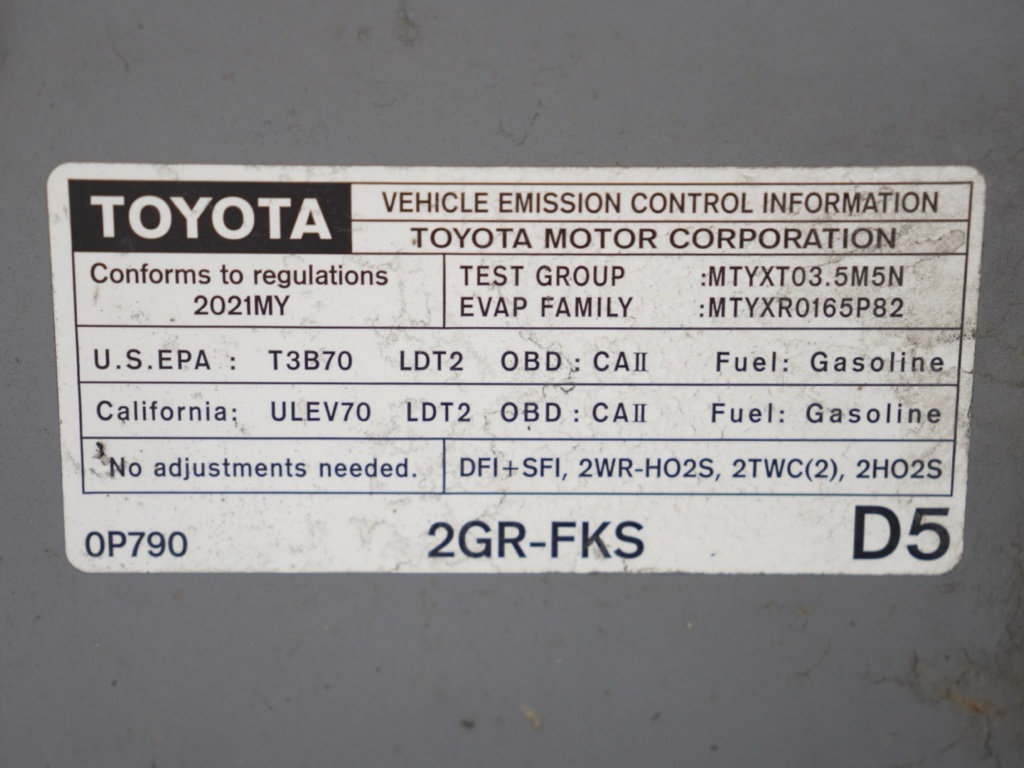 TOYOTA
VEHICLE EMISSION CONTROL INFORMATION
TOYOTA MOTOR CORPORATION
Conforms to regulations
2021MY
TEST GROUP :MTYXT03.5M5N
EVAP FAMILY :MTYXR0165P82
U.S.EPA : T3B70 LDT2 OBD : CAII Fuel: Gasoline
California: ULEV70 LDT2 OBD : CAII Fuel: Gasoline
No adjustments needed.
DFI+SFI, 2WR-HO2S, 2TWC(2), 2HO2S
0P790 2GR-FKS D5